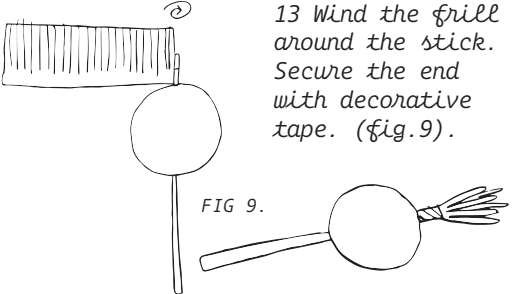 13 Wind the frill
around the stick.
Secure the end
with decorative
tape. (fig.9).
FIG 9.